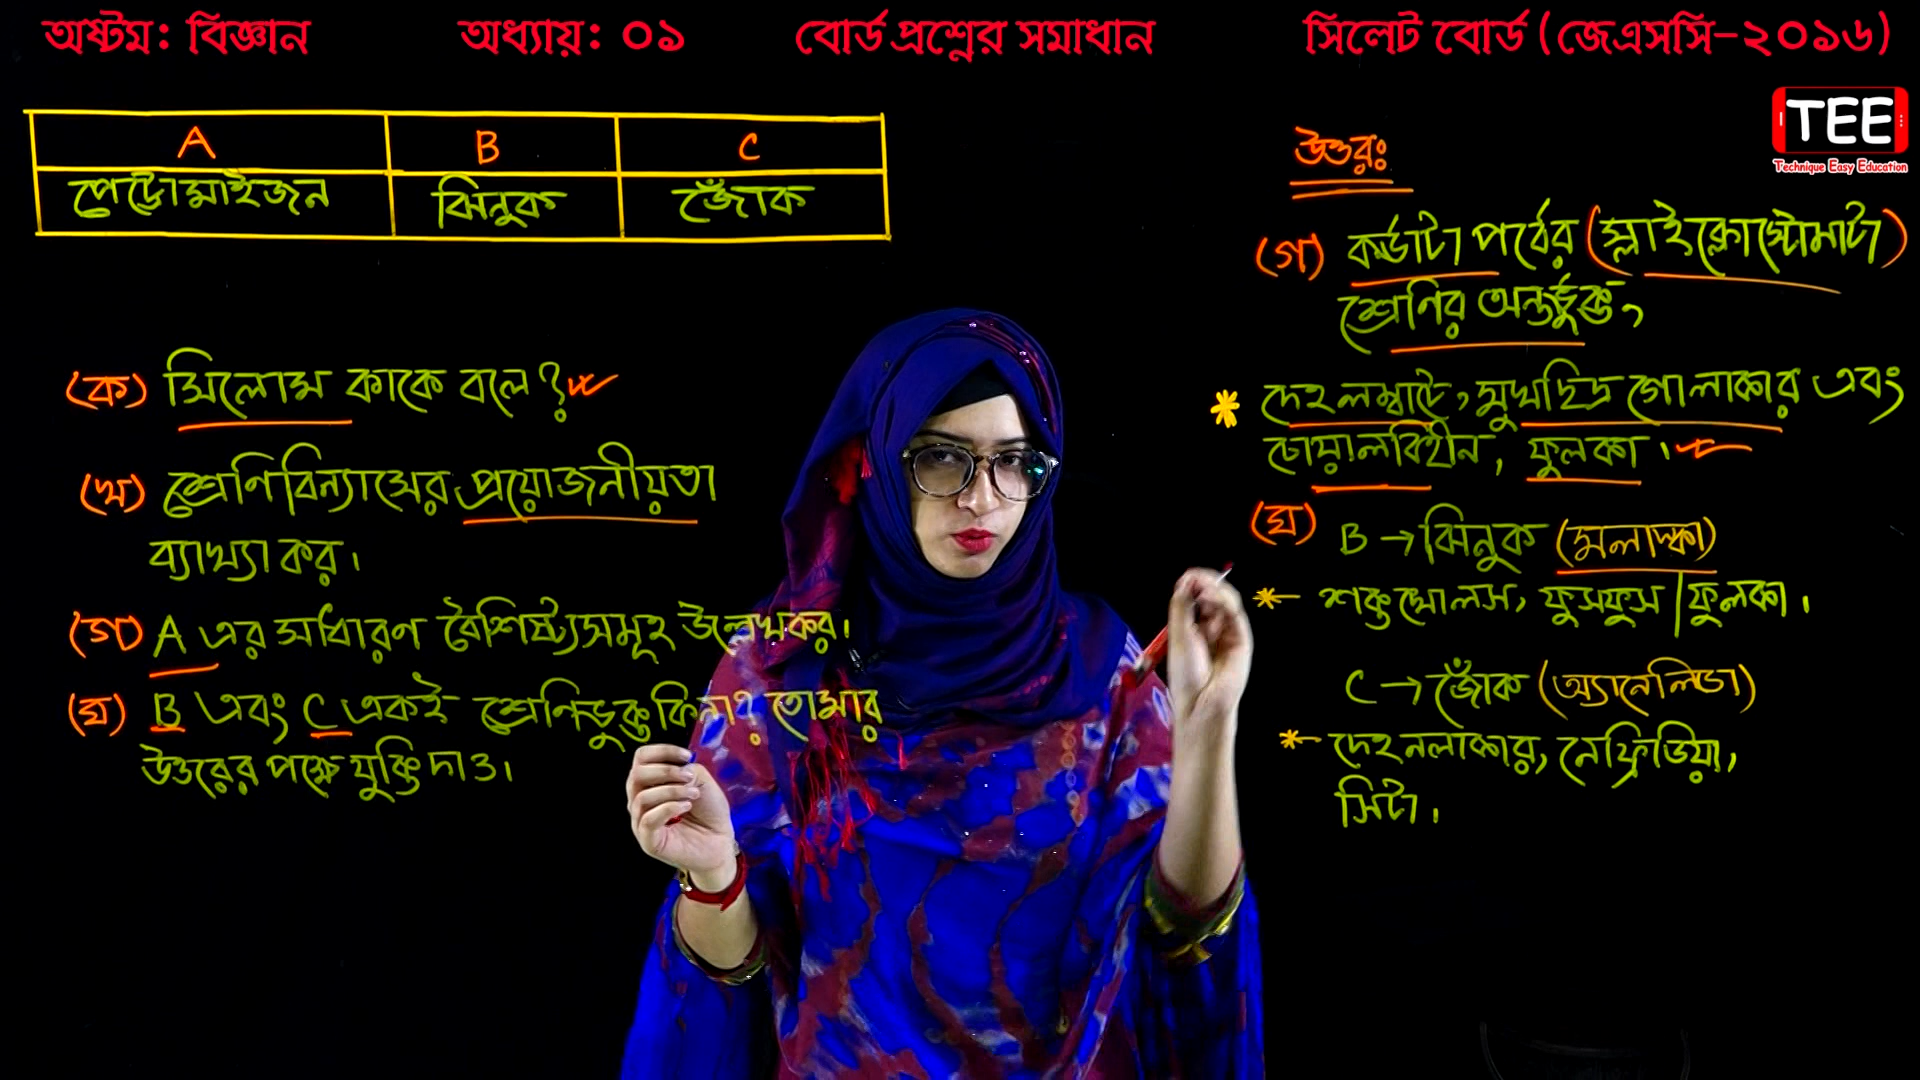 অষ্টম: বিজ্ঞান অধ্যায়: ০১ বোর্ড প্রশ্নের সমাধান সিলেট বোর্ড (জেএসসি-২০১৬)
TEE
Technique Easy Education
A B C
পেট্রোমাইজন ঝিনুক জোঁক
(ক) সিলোম কাকে বলে?
(খ) শ্রেণিবিন্যাসের প্রয়োজনীয়তা
ব্যাখ্যা কর।
(গ) A এর সাধারণ বৈশিষ্ট্যসমূহ উল্লেখ কর।
(ঘ) B এবং C একই শ্রেণিভুক্ত কিনা? তোমার
উত্তরের পক্ষে যুক্তি দাও।
উত্তরঃ
(গ) কর্ডাটা পর্বের (সাইক্লোস্টোমাটা)
শ্রেণির অন্তর্ভুক্ত,
* দেহ লম্বাটে, মুখছিদ্র গোলাকার এবং
চোয়ালবিহীন, ফুলকা।
(ঘ) B → ঝিনুক (মলাস্কা)
* শক্ত খোলস, ফুসফুস / ফুলকা।
C → জোঁক (অ্যানেলিডা)
* দেহ নলাকার, নেফ্রিডিয়া,
সিটা।